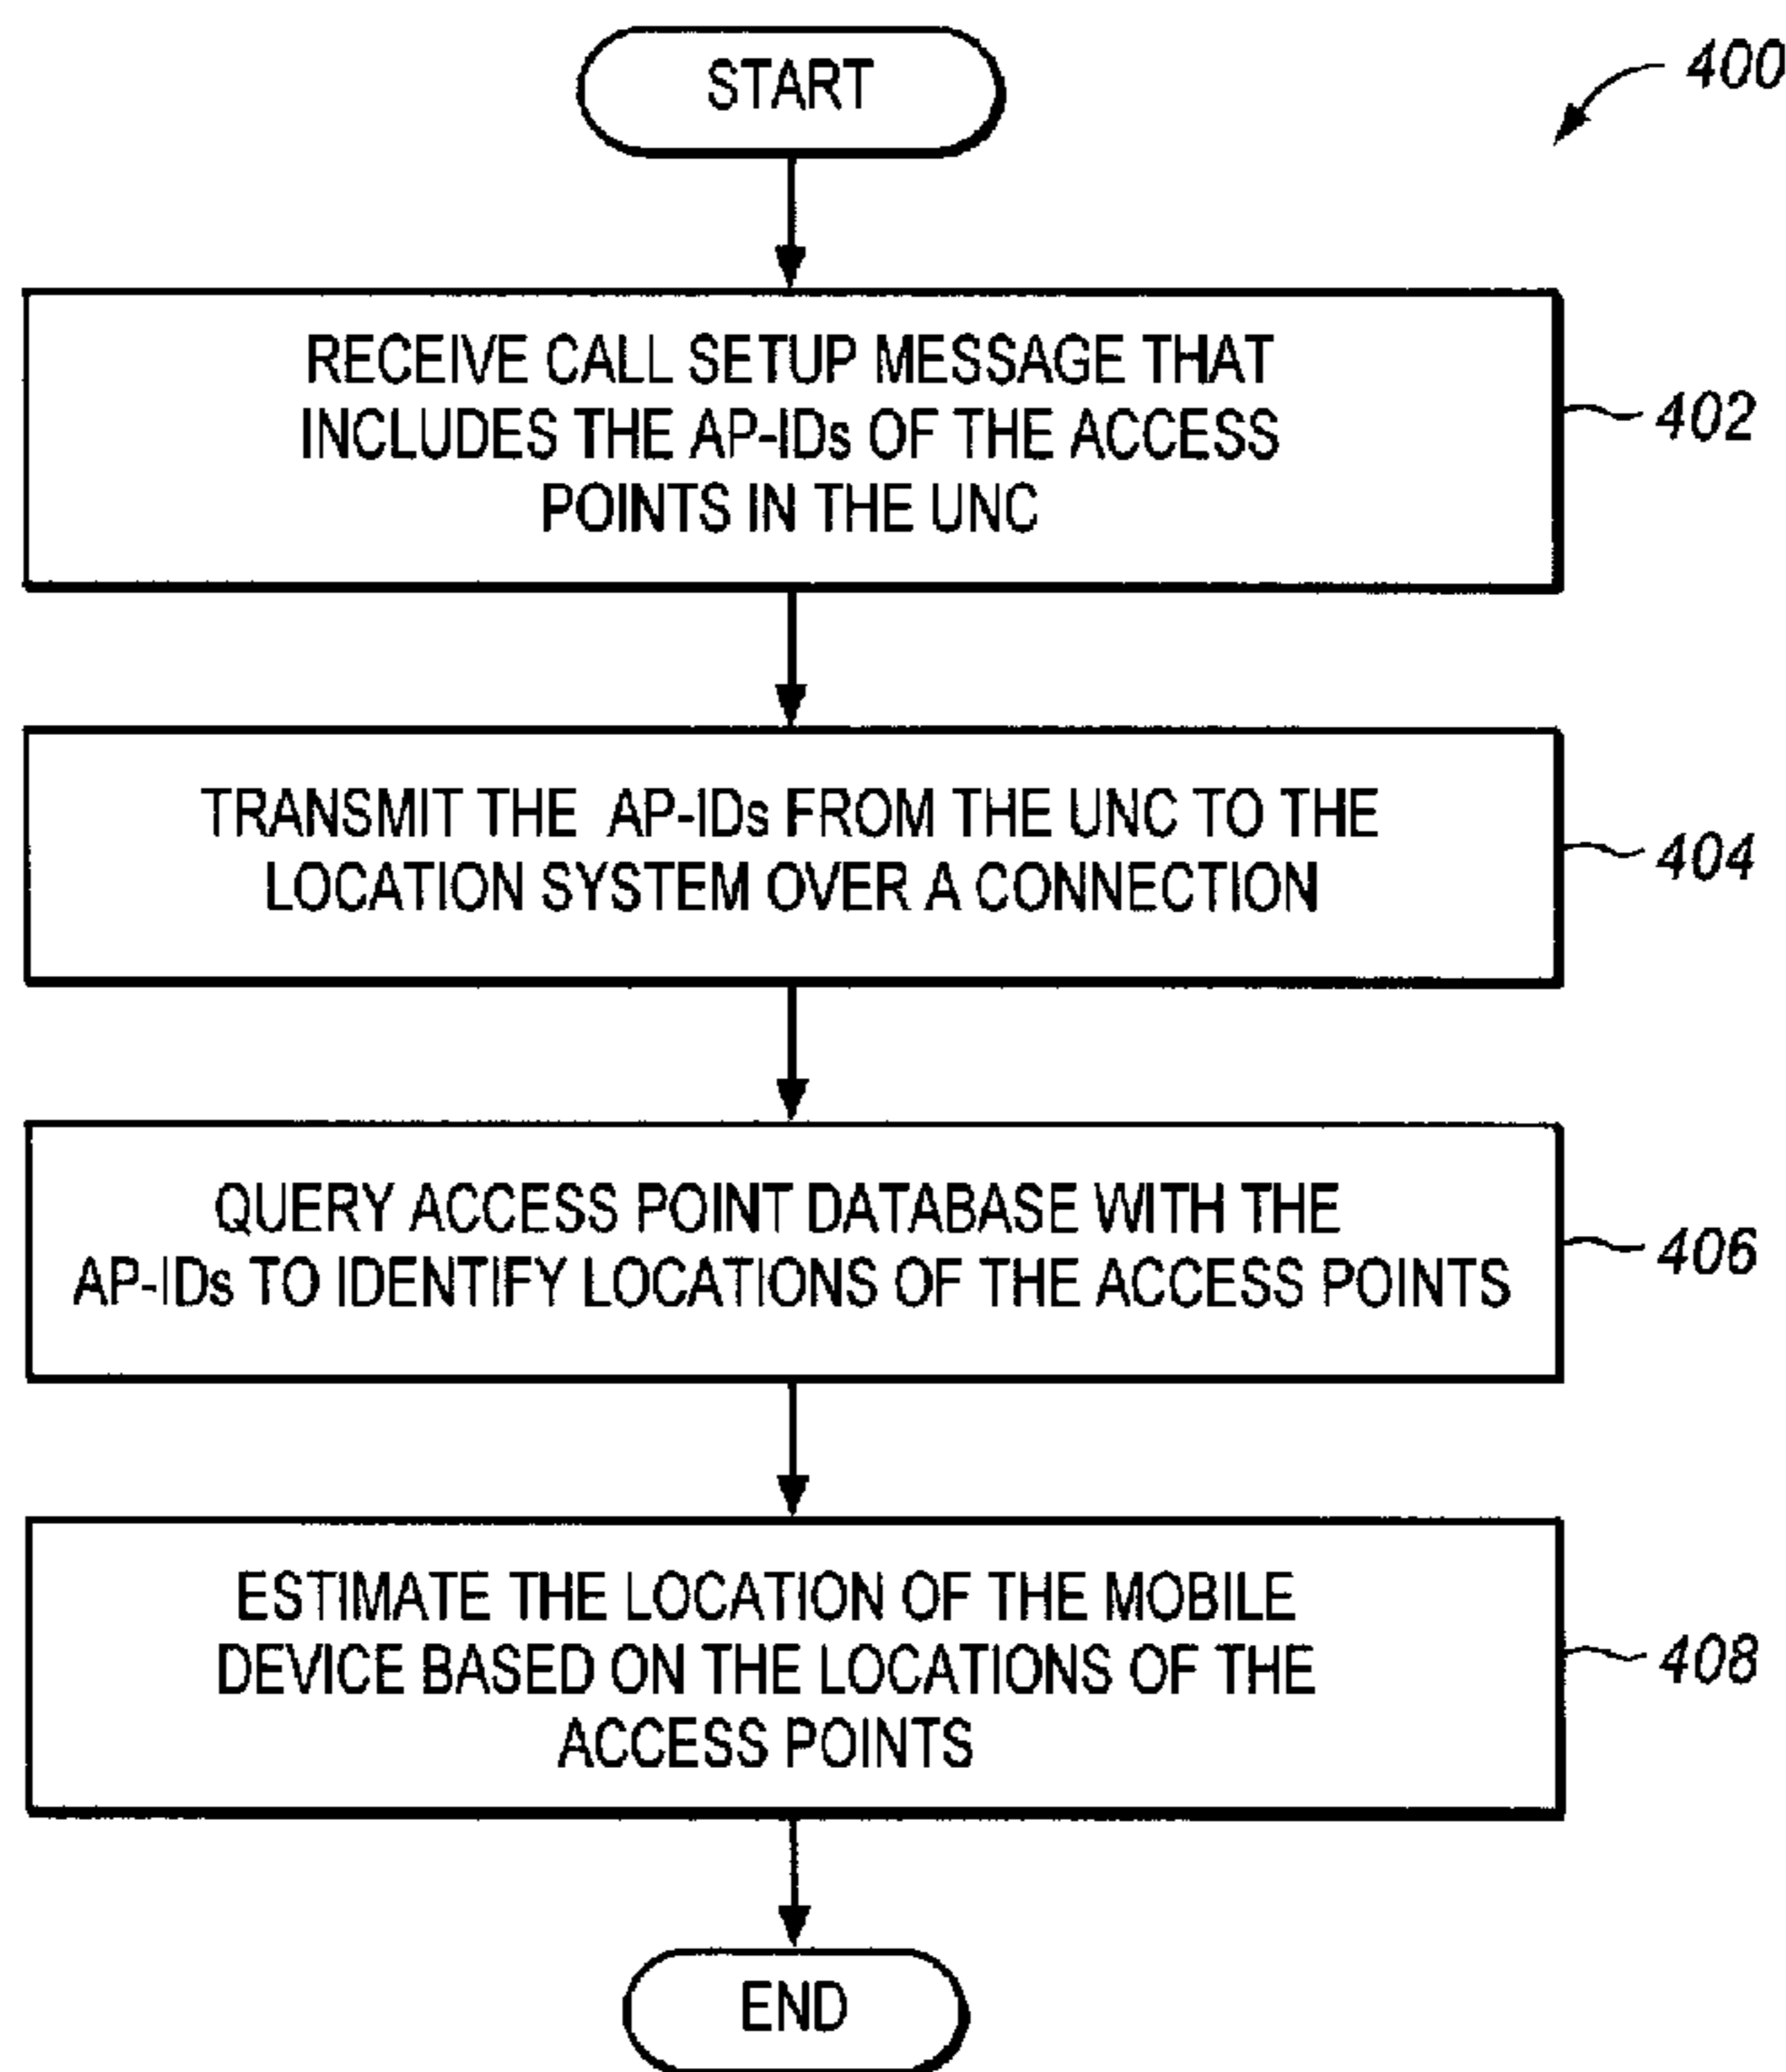 START
400
RECEIVE CALL SETUP MESSAGE THAT
INCLUDES THE AP-IDs OF THE ACCESS
POINTS IN THE UNC
402
TRANSMIT THE AP-IDs FROM THE UNC TO THE
LOCATION SYSTEM OVER A CONNECTION
404
QUERY ACCESS POINT DATABASE WITH THE
AP-IDs TO IDENTIFY LOCATIONS OF THE ACCESS POINTS
406
ESTIMATE THE LOCATION OF THE MOBILE
DEVICE BASED ON THE LOCATIONS OF THE
ACCESS POINTS
408
END